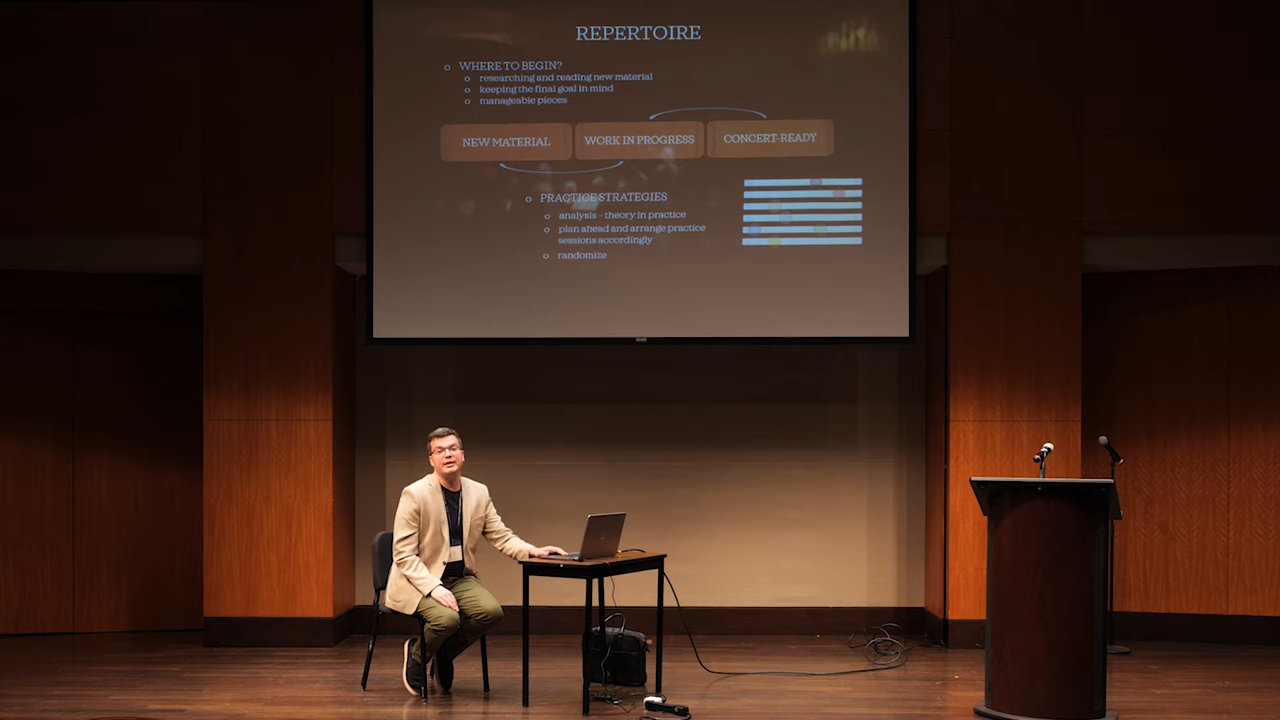 REPERTOIRE
WHERE TO BEGIN?
researching and reading new material
keeping the final goal in mind
manageable pieces
NEW MATERIAL
WORK IN PROGRESS
CONCERT-READY
PRACTICE STRATEGIES
analysis - theory in practice
plan ahead and arrange practice
sessions accordingly
randomize